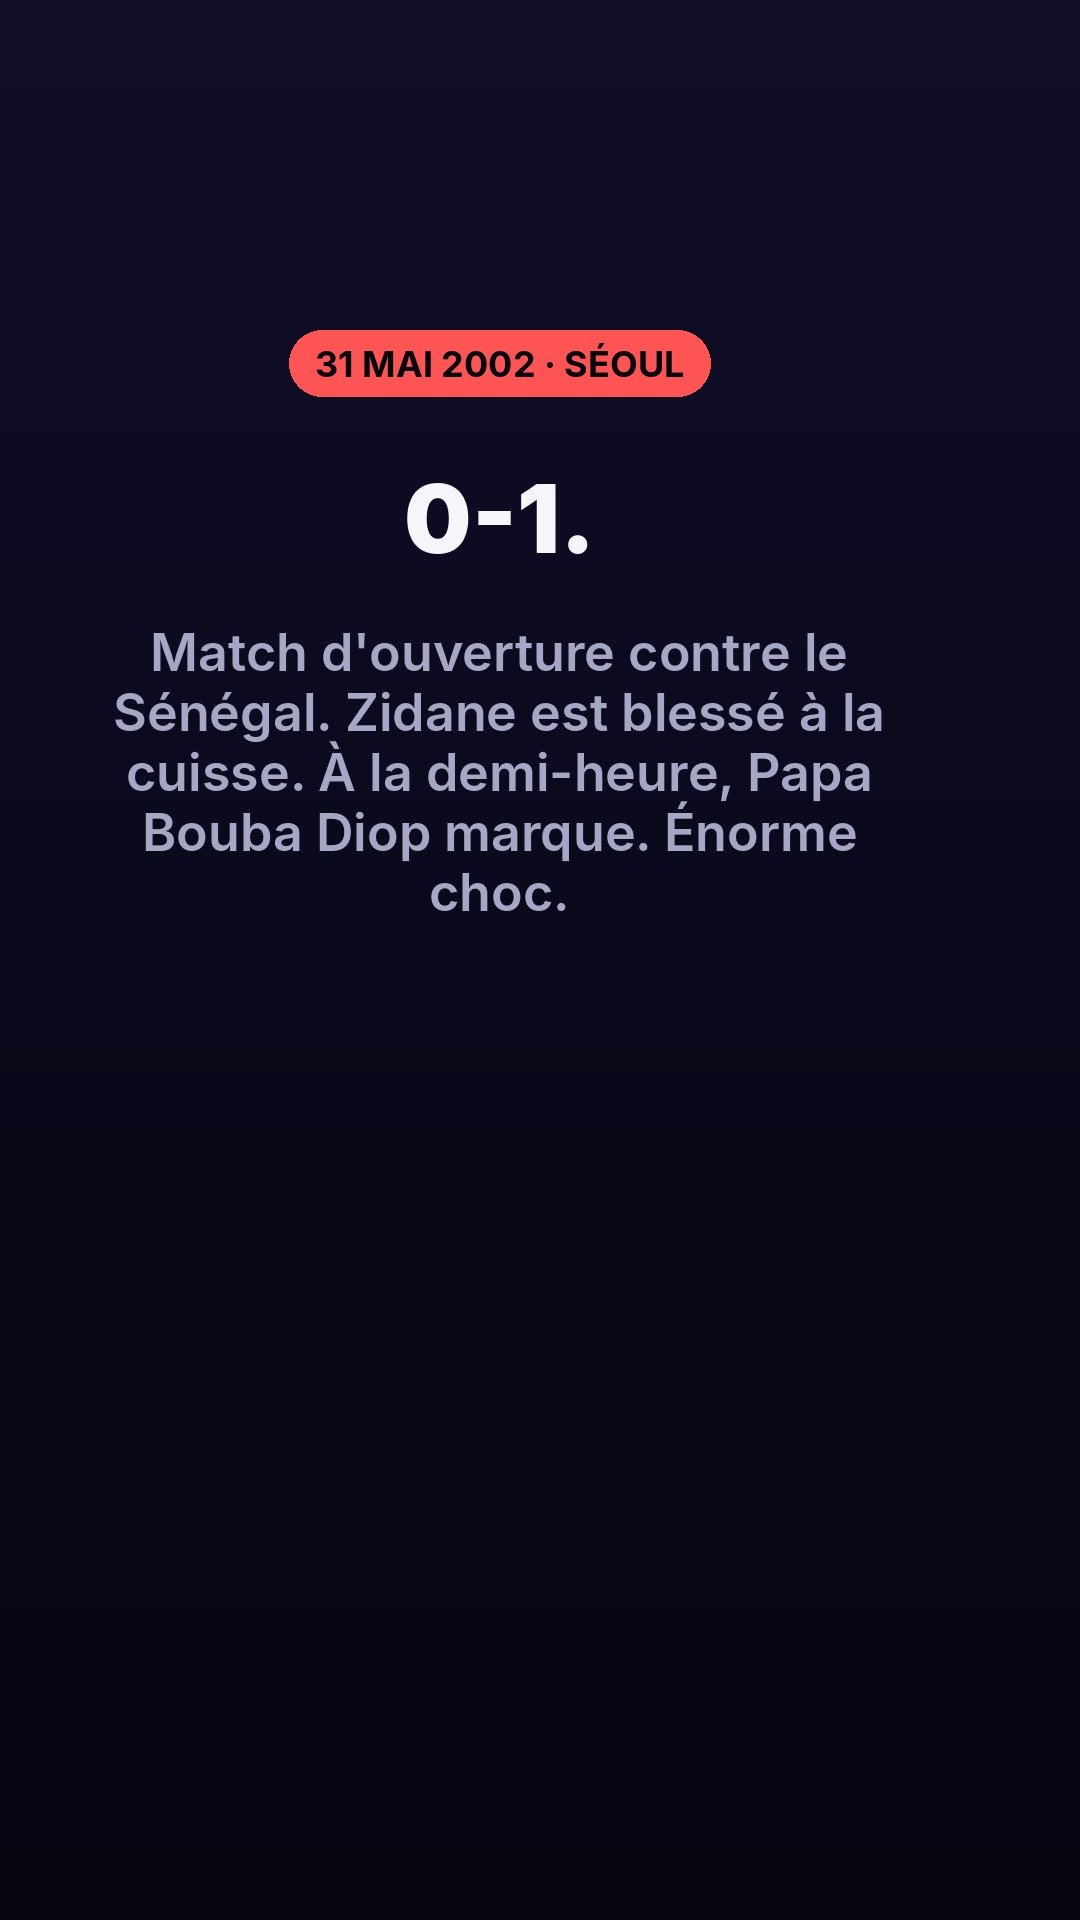 31 MAI 2002 · SÉOUL
0-1.
Match d'ouverture contre le
Sénégal. Zidane est blessé à la
cuisse. À la demi-heure, Papa
Bouba Diop marque. Énorme
choc.